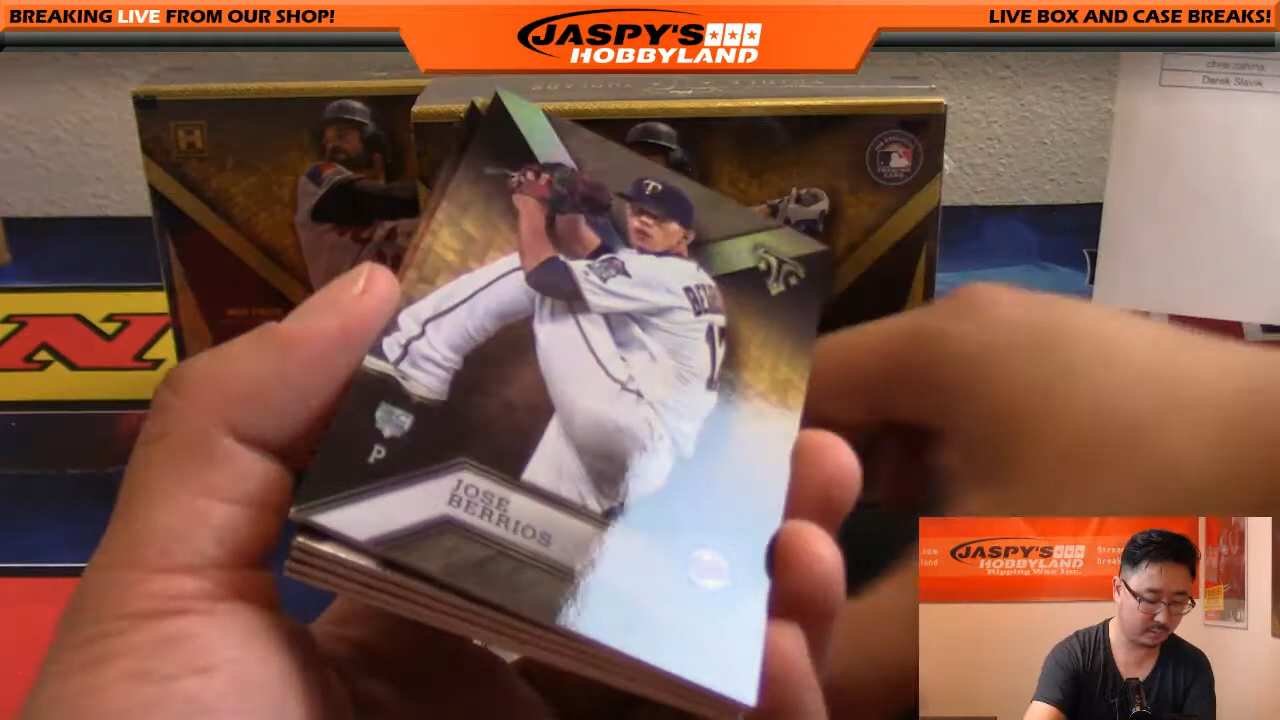 BREAKING LIVE FROM OUR SHOP!
JASPY'S
HOBBYLAND
LIVE BOX AND CASE BREAKS!
Derek Slavik
T
17
P
JOSE
BERRIOS
N
JASPY'S
HOBBYLAND
Ripping Wax Inc.